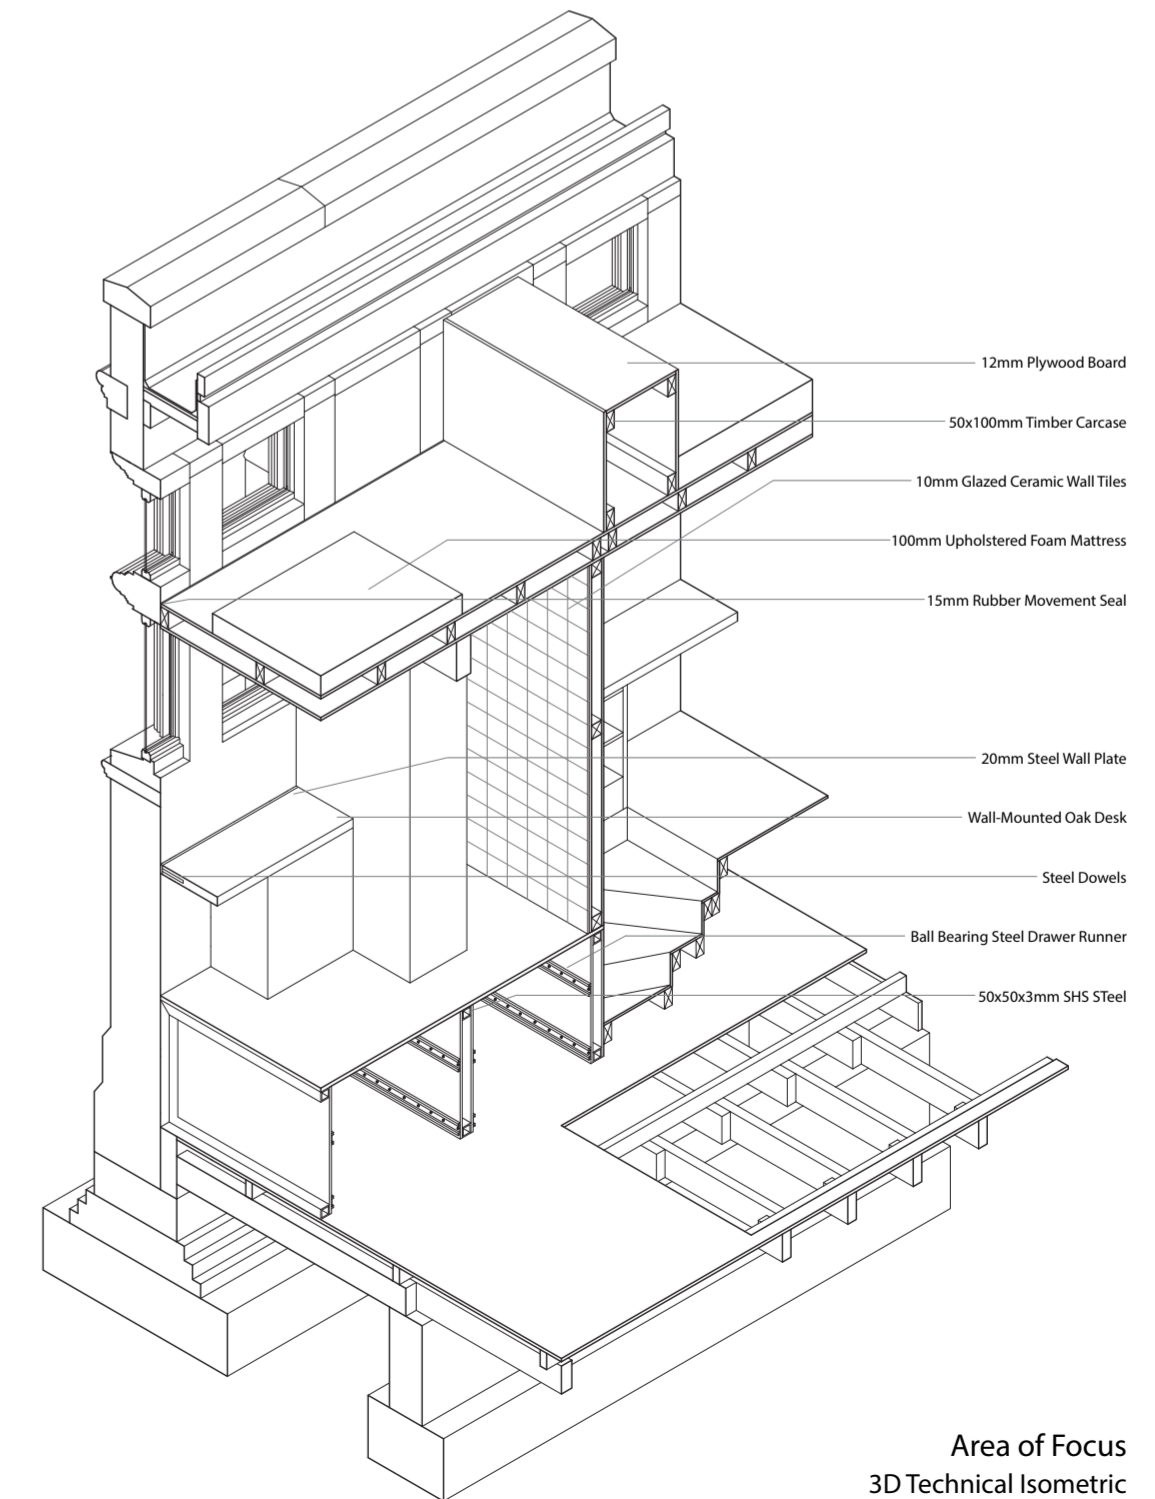 12mm Plywood Board
50x100mm Timber Carcase
10mm Glazed Ceramic Wall Tiles
100mm Upholstered Foam Mattress
15mm Rubber Movement Seal
20mm Steel Wall Plate
Wall-Mounted Oak Desk
Steel Dowels
Ball Bearing Steel Drawer Runner
50x50x3mm SHS STeel
Area of Focus
3D Technical Isometric